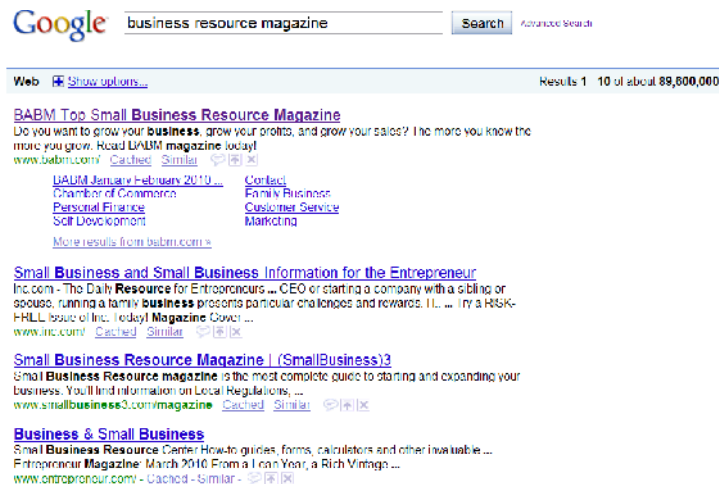 Google business resource magazine Search Advanced Search
Web Show options... Results 1 10 of about 89,600,000
BABM Top Small Business Resource Magazine
Do you want to grow your business, grow your profits, and grow your sales? The more you know the
more you grow. Read BABM magazine today!
www.babm.com/ Cached Similar
BABM January February 2010 ... Contact
Chamber of Commerce Family Business
Personal Finance Customer Service
Self Development Marketing
More results from babm.com »
Small Business and Small Business Information for the Entrepreneur
Inc.com - The Daily Resource for Entrepreneurs ... CEO or starting a company with a sibling or
spouse, running a family business presents particular challenges and rewards. ... Try a RISK-
FREE Issue of Inc. Today! Magazine Cover ...
www.inc.com/ Cached Similar
Small Business Resource Magazine | (SmallBusiness)3
Small Business Resource magazine is the most complete guide to starting and expanding your
business. You'll find information on Local Regulations, ...
www.smallbusiness3.com/magazine Cached Similar
Business & Small Business
Small Business Resource Center How-to guides, forms, calculators and other invaluable ...
Entrepreneur Magazine: March 2010 From a Lean Year, a Rich Vintage ...
www.entrepreneur.com/ - Cached - Similar -